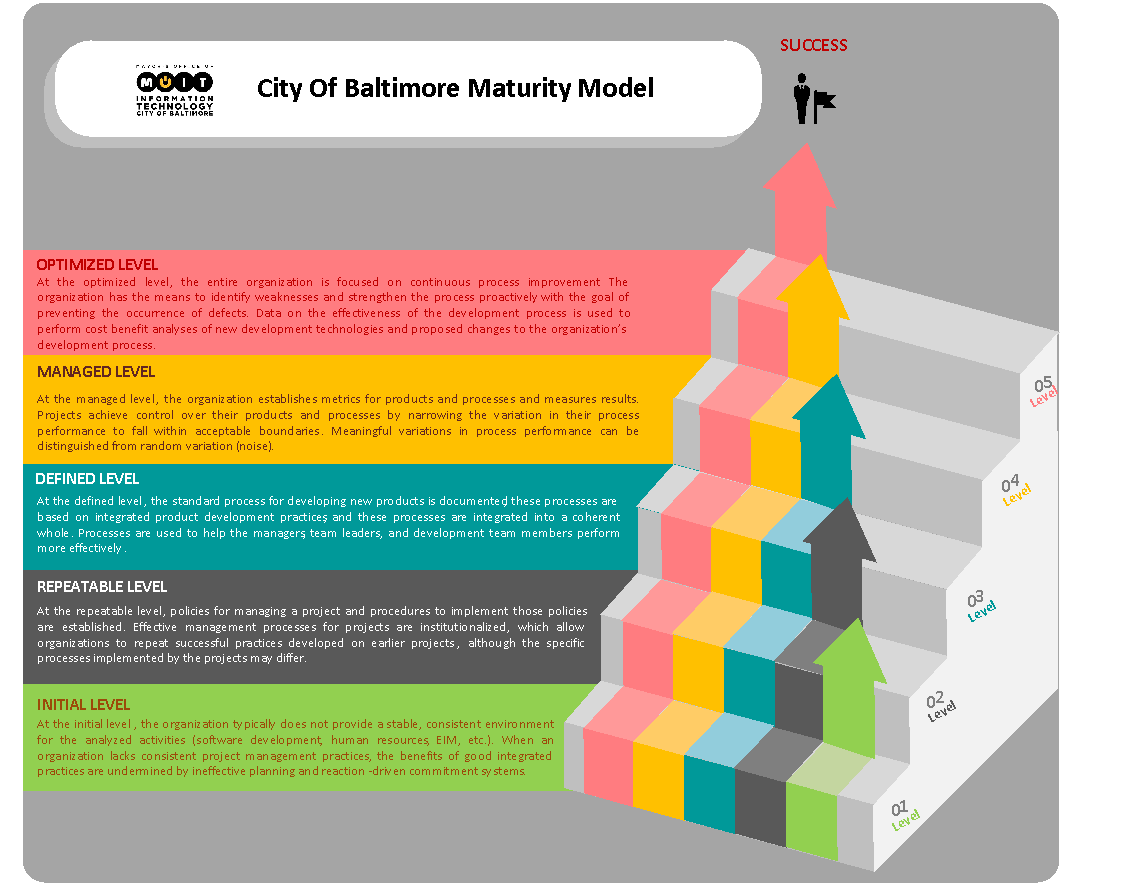 SUCCESS
MAYOR'S OFFICE OF
MOIT
INFORMATION
TECHNOLOGY
CITY OF BALTIMORE
City Of Baltimore Maturity Model
OPTIMIZED LEVEL
At the optimized level, the entire organization is focused on continuous process improvement The
organization has the means to identify weaknesses and strengthen the process proactively with the goal of
preventing the occurrence of defects. Data on the effectiveness of the development process is used to
perform cost benefit analyses of new development technologies and proposed changes to the organization's
development process.
MANAGED LEVEL
At the managed level, the organization establishes metrics for products and processes and measures results.
Projects achieve control over their products and processes by narrowing the variation in their process
performance to fall within acceptable boundaries. Meaningful variations in process performance can be
distinguished from random variation (noise).
DEFINED LEVEL
At the defined level, the standard process for developing new products is documented, these processes are
based on integrated product development practices, and these processes are integrated into a coherent
whole. Processes are used to help the managers, team leaders, and development team members perform
more effectively.
REPEATABLE LEVEL
At the repeatable level, policies for managing a project and procedures to implement those policies
are established. Effective management processes for projects are institutionalized, which allow
organizations to repeat successful practices developed on earlier projects, although the specific
processes implemented by the projects may differ.
INITIAL LEVEL
At the initial level, the organization typically does not provide a stable, consistent environment
for the analyzed activities (software development, human resources, EIM, etc.). When an
organization lacks consistent project management practices, the benefits of good integrated
practices are undermined by ineffective planning and reaction-driven commitment systems.
05
Level
04
Level
03
Level
02
Level
01
Level